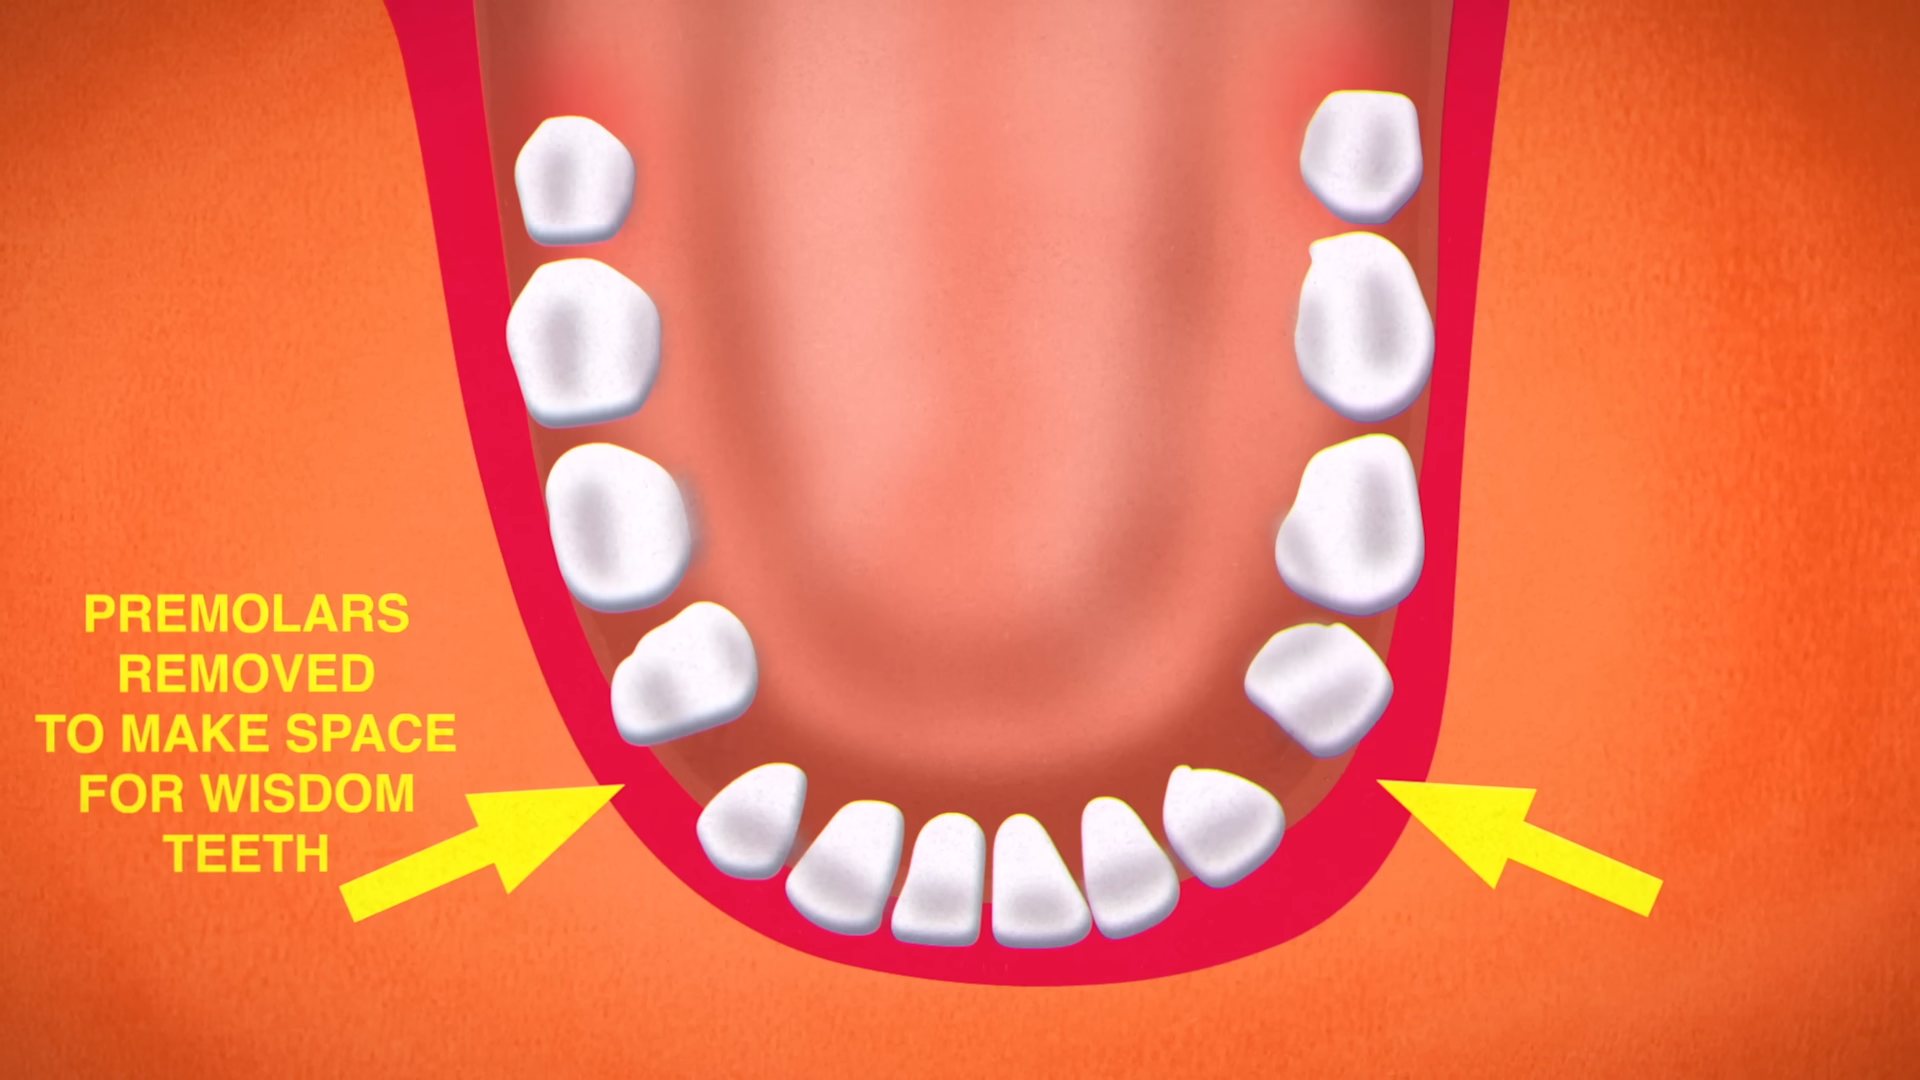 PREMOLARS
REMOVED
TO MAKE SPACE
FOR WISDOM
TEETH